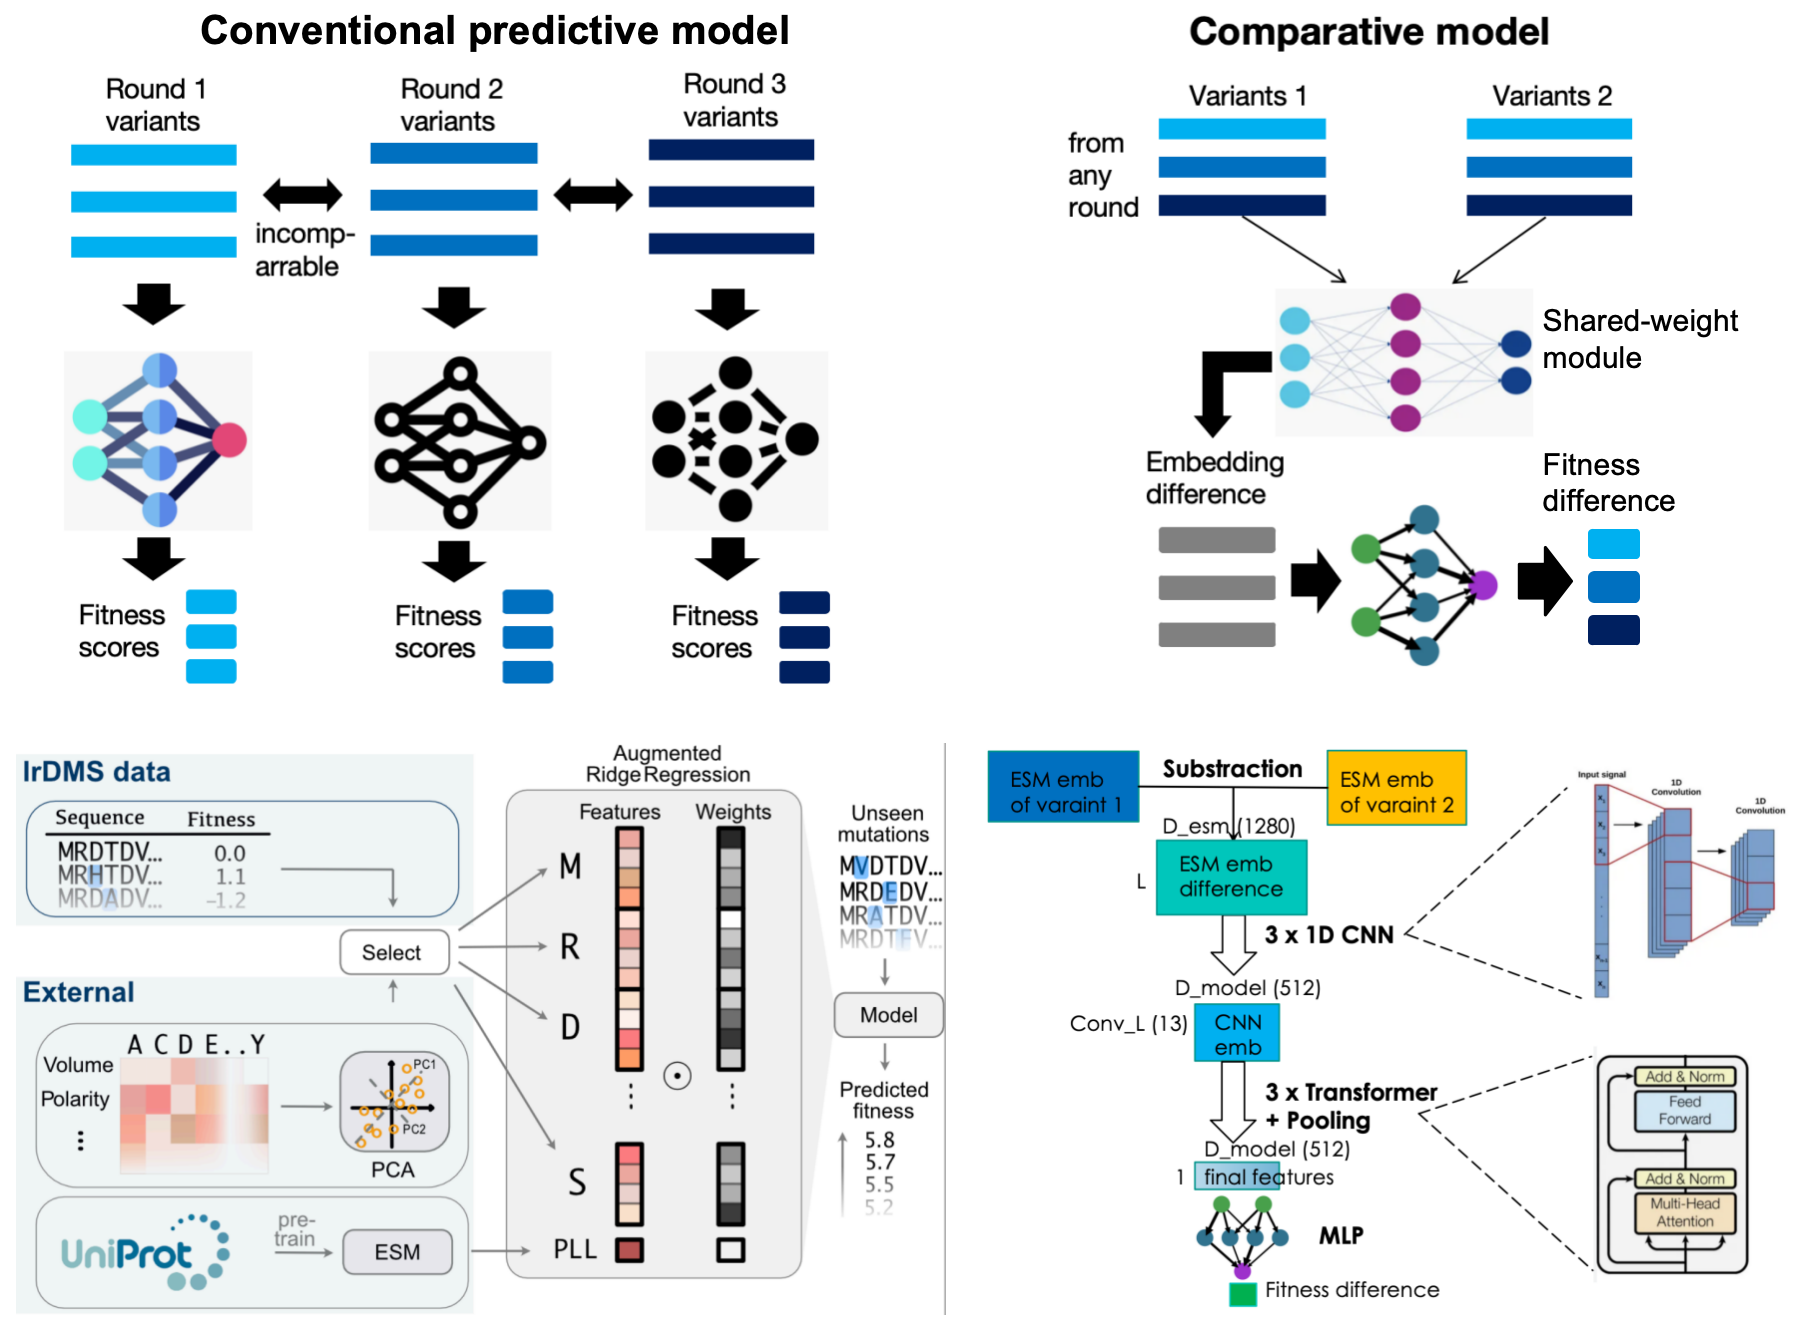 Conventional predictive model
Round 1
variants
Round 2
variants
Round 3
variants
incomp-
arrable
Fitness
scores
Fitness
scores
Fitness
scores
Comparative model
Variants 1
Variants 2
from
any
round
Shared-weight
module
Embedding
difference
Fitness
difference
lrDMS data
Sequence Fitness
MRDTDV... 0.0
MRHTDV... 1.1
MRDADV... -1.2
Select
External
A C D E . . Y
Volume
Polarity
⋮
PC1
PC2
PCA
UniProt
pre-
train
ESM
Augmented
Ridge Regression
Features
Weights
M
R
D
⋮
⋮
S
PLL
Unseen
mutations
MVDTDV...
MRDEDV...
MRATDV...
MRDTEV...
Model
Predicted
fitness
5.8
5.7
5.5
5.2
ESM emb
of varaint 1
Substraction
ESM emb
of varaint 2
D_esm (1280)
L
ESM emb
difference
3 x 1D CNN
D_model (512)
Conv_L (13)
CNN
emb
3 x Transformer
+ Pooling
D_model (512)
1 final features
MLP
Fitness difference
Input signal
1D
Convolution
1D
Convolution
Add & Norm
Feed
Forward
Add & Norm
Multi-Head
Attention